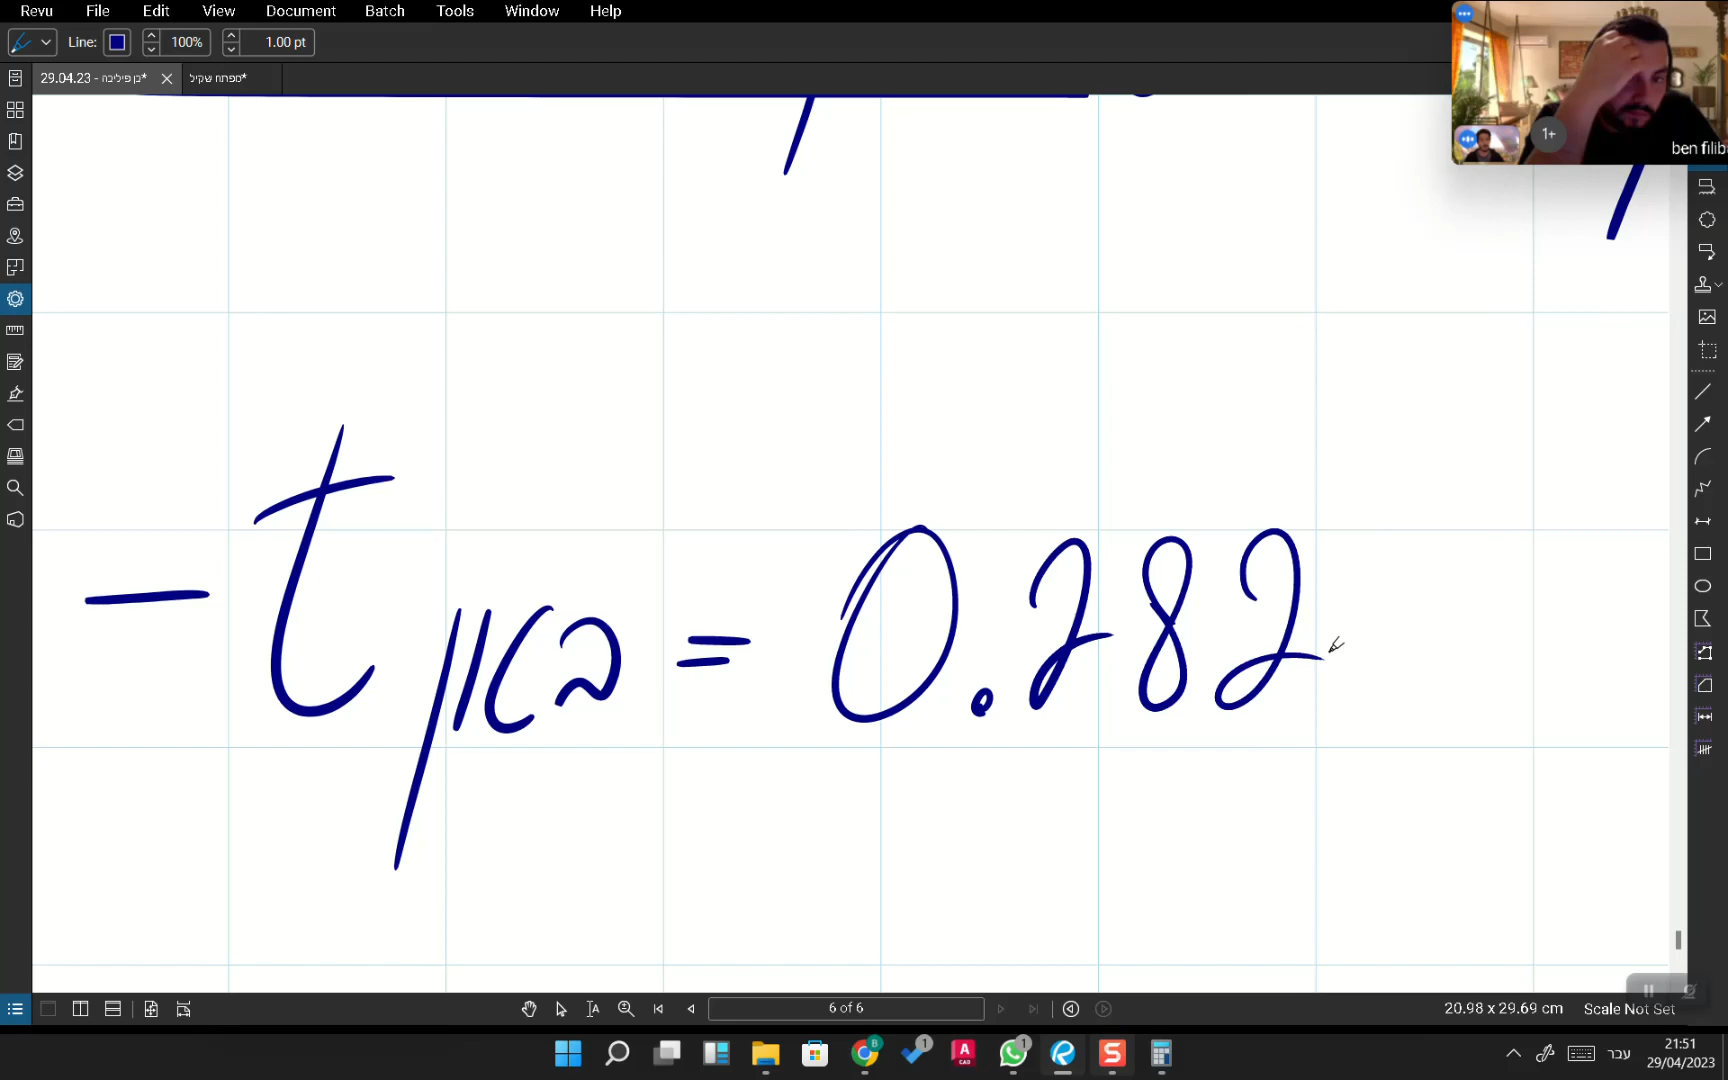 Revu File Edit View Document Batch Tools Window Help
Line: 100% 1.00 pt
29.04.23 - בן פיליבה*
מפתח שקיל*
1+
ben filib
= 0.282
6 of 6
20.98 x 29.69 cm Scale Not Set
עבר
21:51
29/04/2023